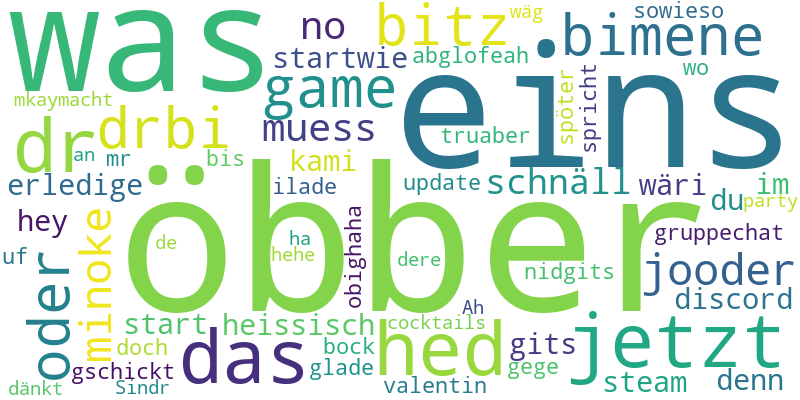 was
no
bitz
wäg
sowieso
bimene
startwie
abglofeah
mkaymacht
game
eins
wo
dr
drbi
muess
truaber
spöter
spricht
an
mr
bis
kami
erledige
öbber
ilade
update
schnäll
wäri
im
du
party
hey
uf
oder
minoke
de
ha
hehe
obighaha
dere
gruppechat
nidgits
jooder
discord
Ah
start
heissisch
cocktails
doch
das
bock
hed
gits
jetzt
gschickt
glade
gege
denn
dänkt
Sindr
valentin
steam